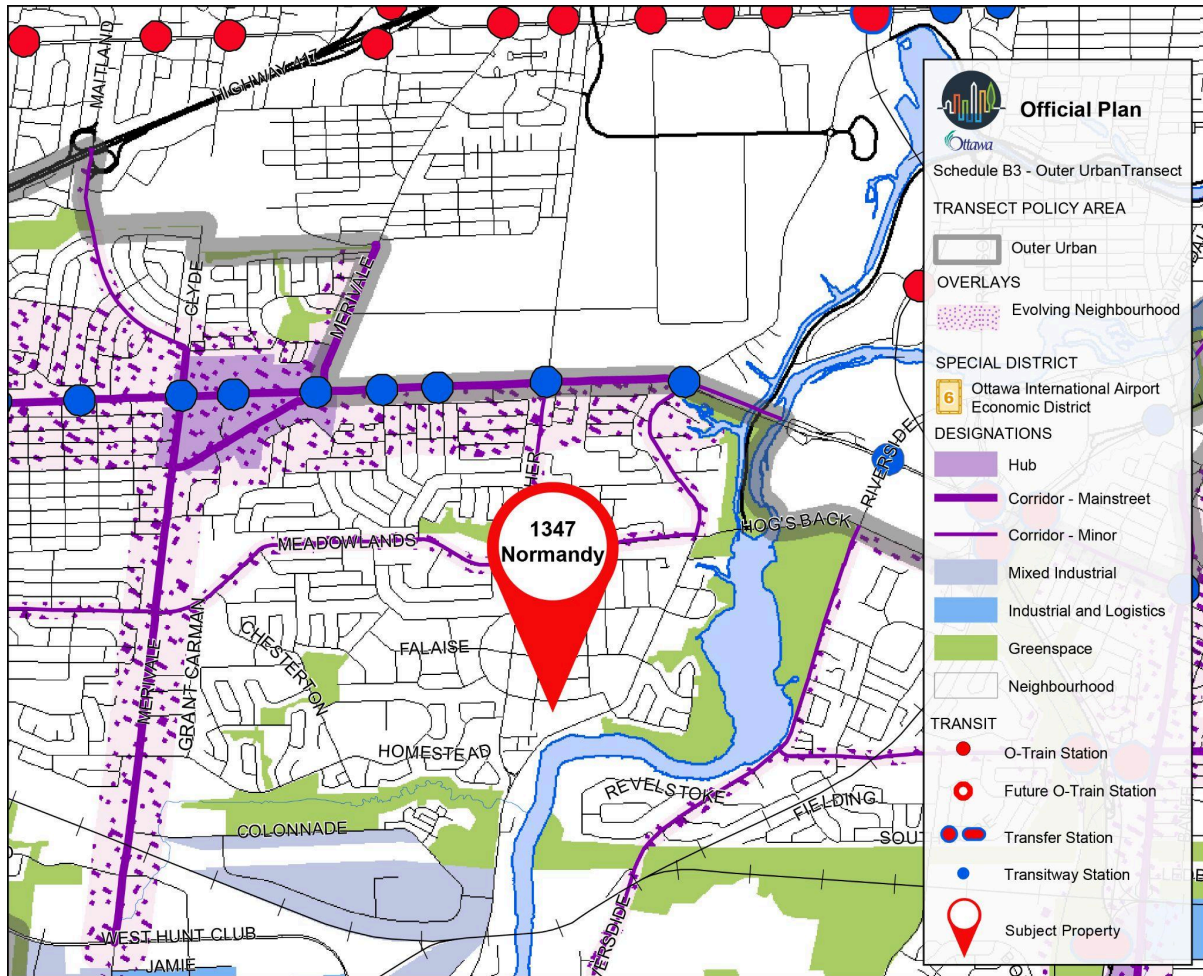 MAITLAND
HIGHWAY 417
CLYDE
MERIVALE
HER
RIVERSIDE
HOG'S BACK
MEADOWLANDS
1347
Normandy
CHESTERTON
FALAISE
MERIVALE
GRANT CARMAN
HOMESTEAD
REVELSTOKE
FIELDING
COLONNADE
SOU
ERSIDE
WEST HUNT CLUB
JAMIE
Official Plan
Ottawa
Schedule B3 - Outer UrbanTransect
TRANSECT POLICY AREA
Outer Urban
OVERLAYS
Evolving Neighbourhood
SPECIAL DISTRICT
6
Ottawa International Airport
Economic District
DESIGNATIONS
Hub
Corridor - Mainstreet
Corridor - Minor
Mixed Industrial
Industrial and Logistics
Greenspace
Neighbourhood
TRANSIT
O-Train Station
Future O-Train Station
Transfer Station
Transitway Station
Subject Property